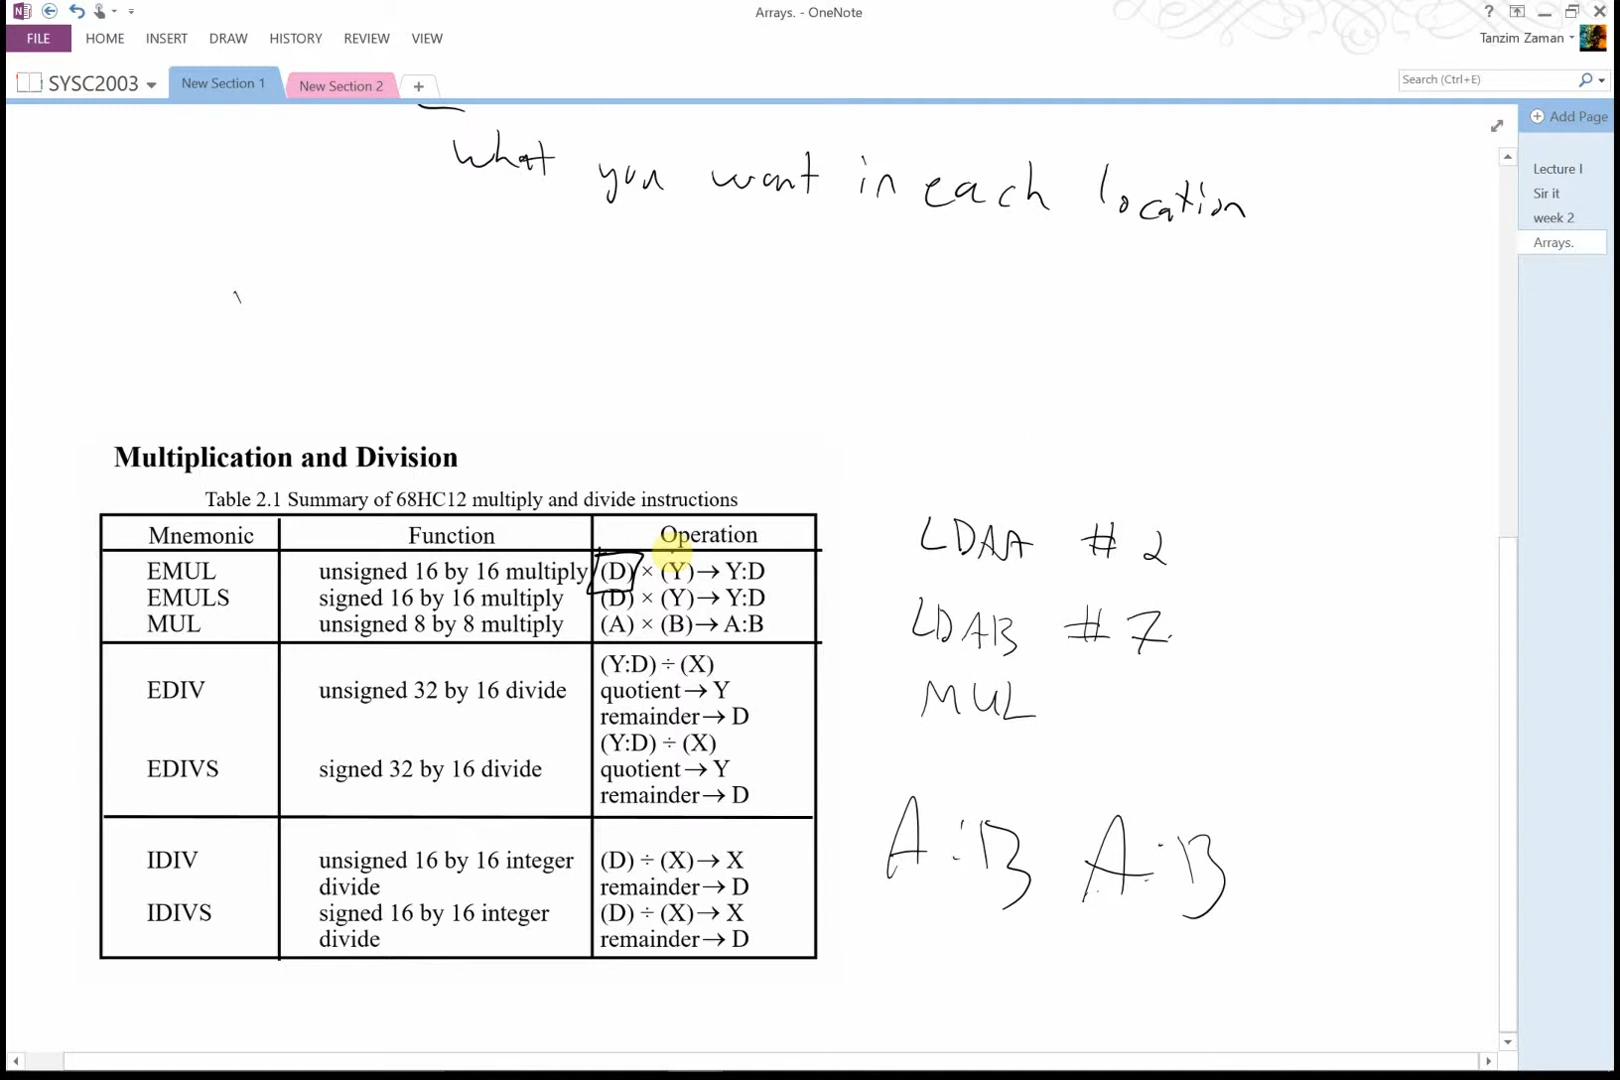 Arrays. - OneNote
?
FILE HOME INSERT DRAW HISTORY REVIEW VIEW
Tanzim Zaman
SYSC2003 New Section 1 New Section 2 +
Search (Ctrl+E)
Add Page
Lecture I
Sir it
week 2
Arrays.
what you want in each location
Multiplication and Division
Table 2.1 Summary of 68HC12 multiply and divide instructions
Mnemonic Function Operation
EMUL unsigned 16 by 16 multiply (D) × (Y)→ Y:D
EMULS signed 16 by 16 multiply (D) × (Y)→ Y:D
MUL unsigned 8 by 8 multiply (A) × (B)→ A:B
(Y:D) ÷ (X)
EDIV unsigned 32 by 16 divide quotient→ Y
remainder→ D
(Y:D) ÷ (X)
EDIVS signed 32 by 16 divide quotient→ Y
remainder→ D
IDIV unsigned 16 by 16 integer (D) ÷ (X)→ X
divide remainder→ D
IDIVS signed 16 by 16 integer (D) ÷ (X)→ X
divide remainder→ D
LDAA # 2
LDAB # 7
MUL
A:B A:B